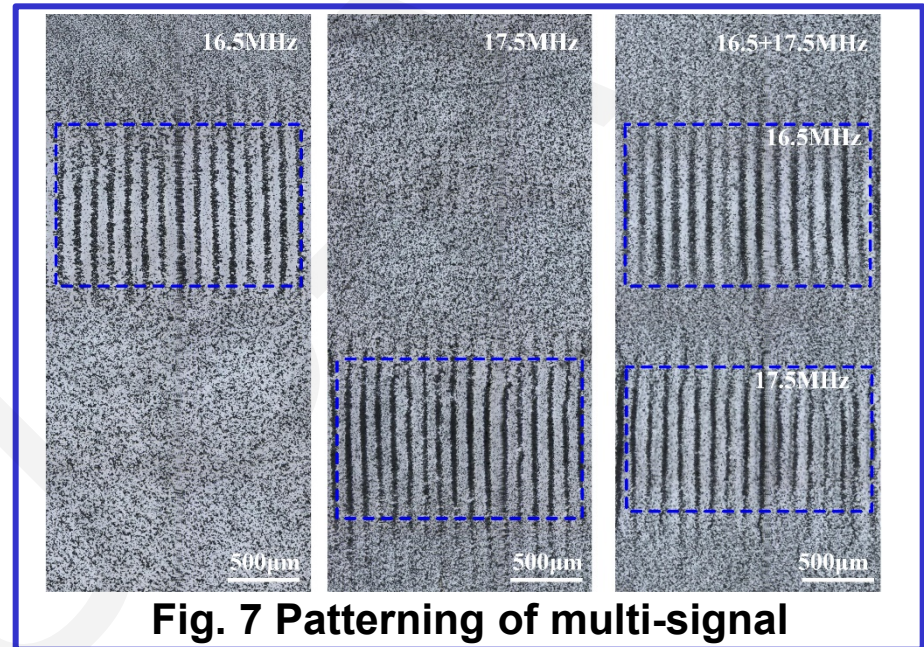 16.5MHz
17.5MHz
16.5+17.5MHz
16.5MHz
17.5MHz
500μm
500μm
500μm
Fig. 7 Patterning of multi-signal